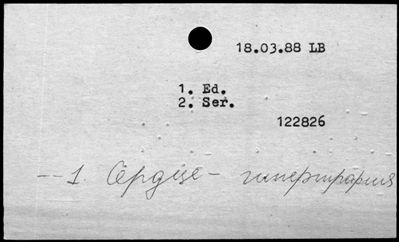 18.03.88 LB
1. Ed.
2. Ser.
122826
--1. Сердце - гипертрофия